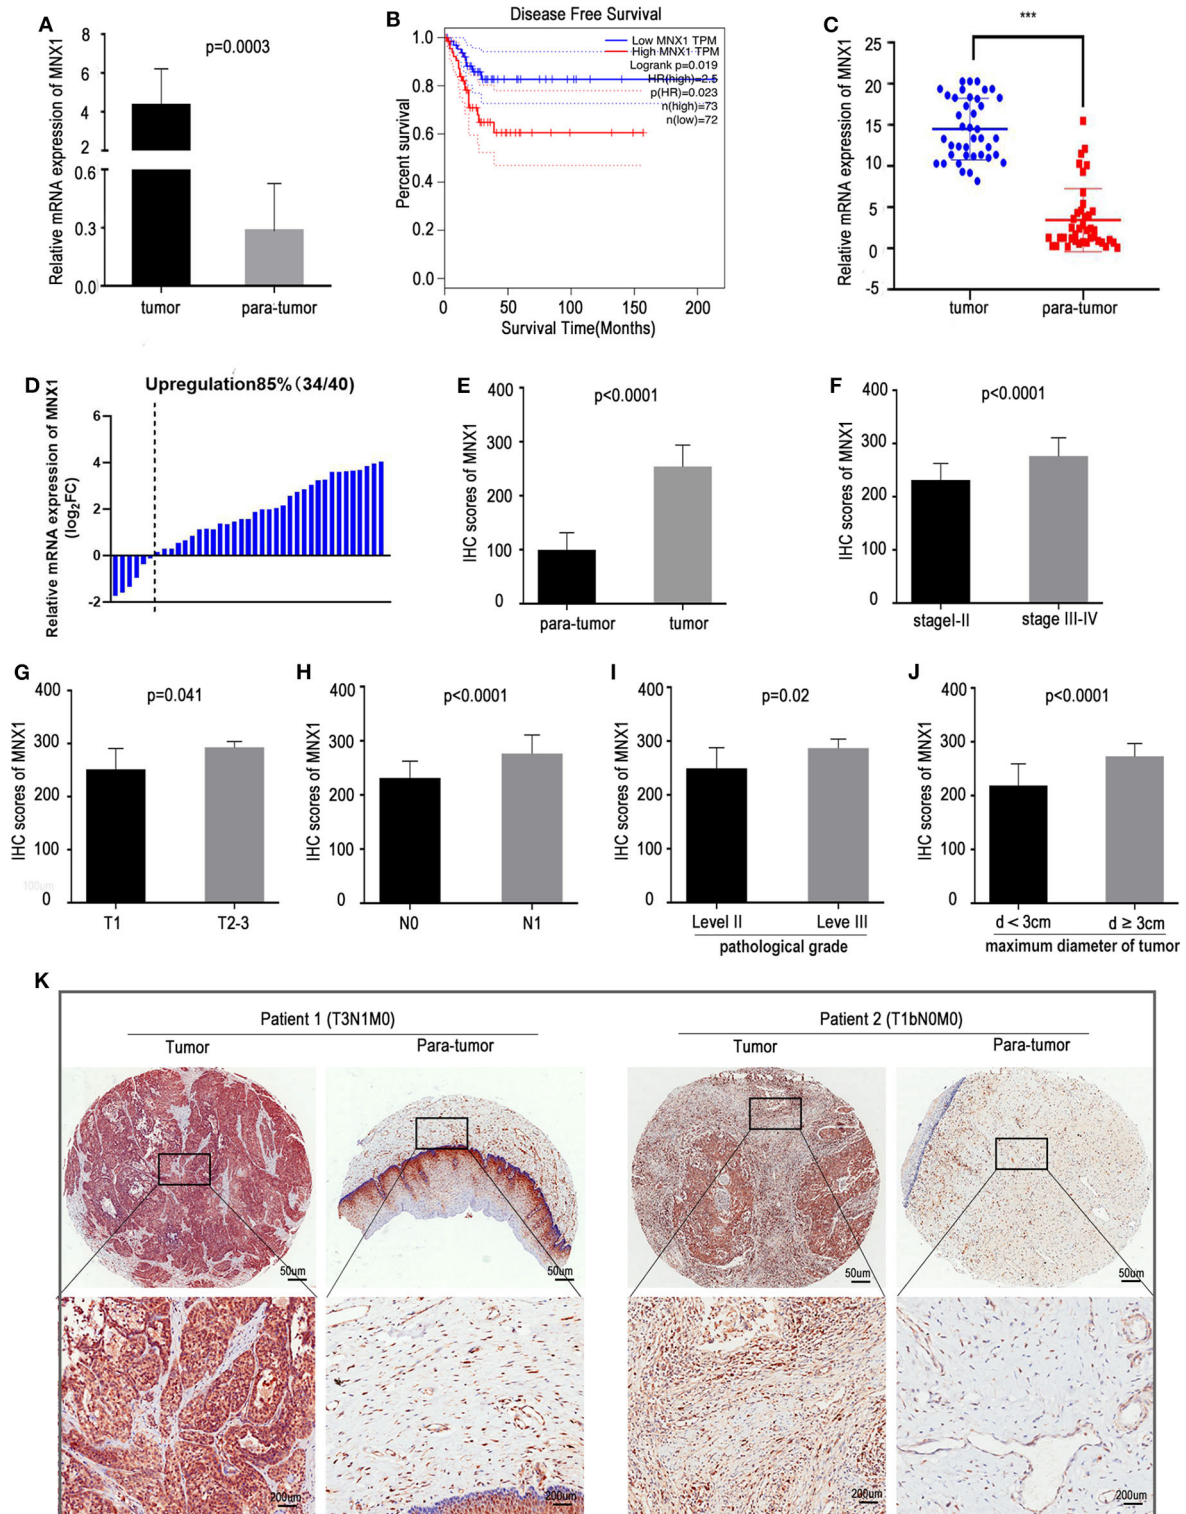 A
p=0.0003
Relative mRNA expression of MNX1
8
6
4
2
0.6
0.3
0.0
tumor
para-tumor
B
Disease Free Survival
Low MNX1 TPM
High MNX1 TPM
Logrank p=0.019
HR(high)=2.5
p(HR)=0.023
n(high)=73
n(low)=72
Percent survival
1.0
0.8
0.6
0.4
0.2
0.0
0
50
100
150
200
Survival Time(Months)
C
***
Relative mRNA expression of MNX1
25
20
15
10
5
0
-5
tumor
para-tumor
D
Upregulation85%(34/40)
Relative mRNA expression of MNX1
(log2FC)
6
4
2
0
-2
E
p<0.0001
IHC scores of MNX1
400
300
200
100
0
para-tumor
tumor
F
p<0.0001
IHC scores of MNX1
400
300
200
100
0
stageI-II
stage III-IV
G
p=0.041
IHC scores of MNX1
400
300
200
100
0
100um
T1
T2-3
H
p<0.0001
IHC scores of MNX1
400
300
200
100
0
N0
N1
I
p=0.02
IHC scores of MNX1
400
300
200
100
0
Level II
Leve III
pathological grade
J
p<0.0001
IHC scores of MNX1
400
300
200
100
0
d < 3cm
d ≥ 3cm
maximum diameter of tumor
K
Patient 1 (T3N1M0)
Patient 2 (T1bN0M0)
Tumor
Para-tumor
Tumor
Para-tumor
50um
50um
50um
50um
200um
200um
200um
200um